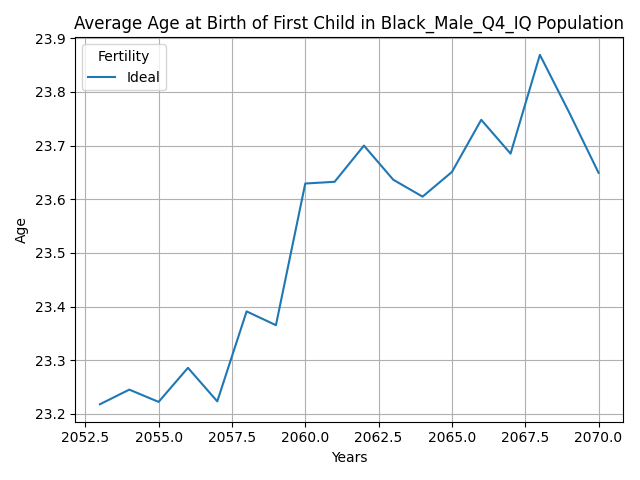 Average Age at Birth of First Child in Black_Male_Q4_IQ Population
Fertility
Ideal
Age
23.9
23.8
23.7
23.6
23.5
23.4
23.3
23.2
2052.5 2055.0 2057.5 2060.0 2062.5 2065.0 2067.5 2070.0
Years